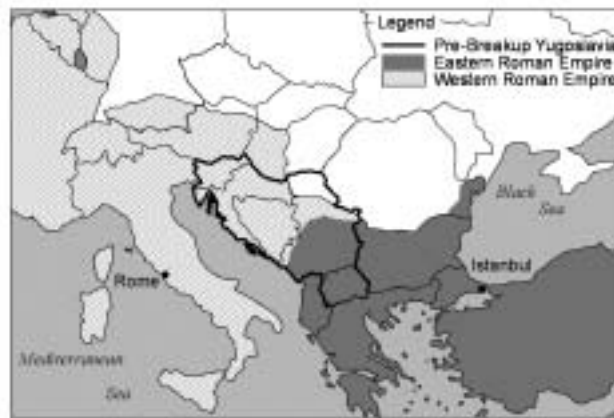 Legend
Pre-Breakup Yugoslavia
Eastern Roman Empire
Western Roman Empire
Black
Sea
Istanbul
Rome
Mediterranean
Sea